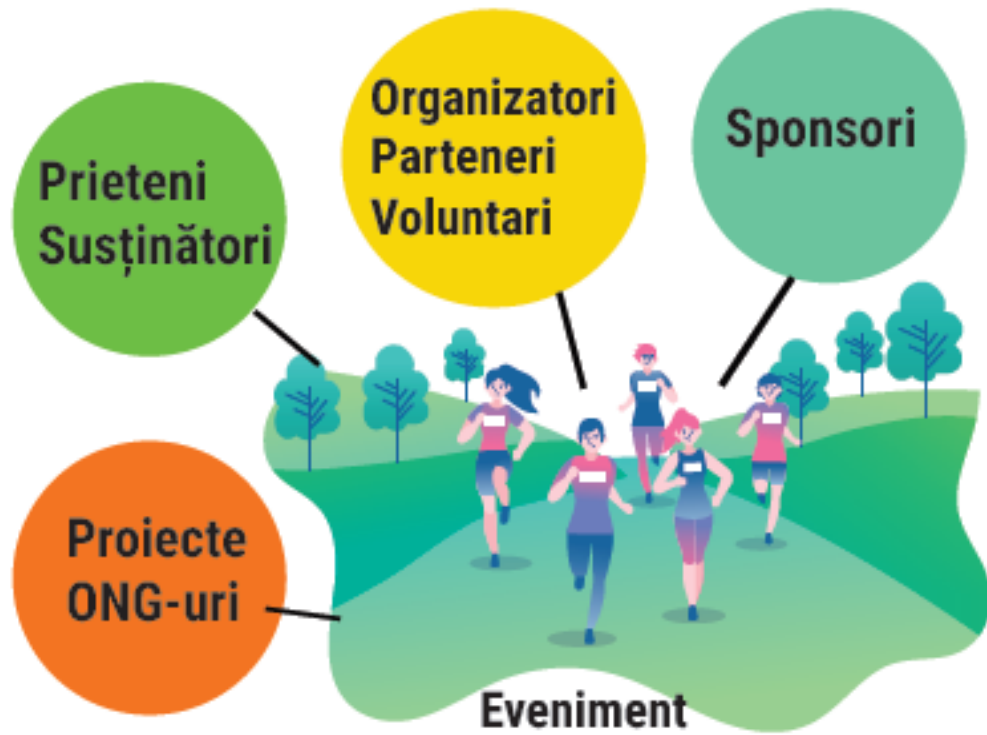 Prieteni
Susținători
Organizatori
Parteneri
Voluntari
Sponsori
Proiecte
ONG-uri
Eveniment